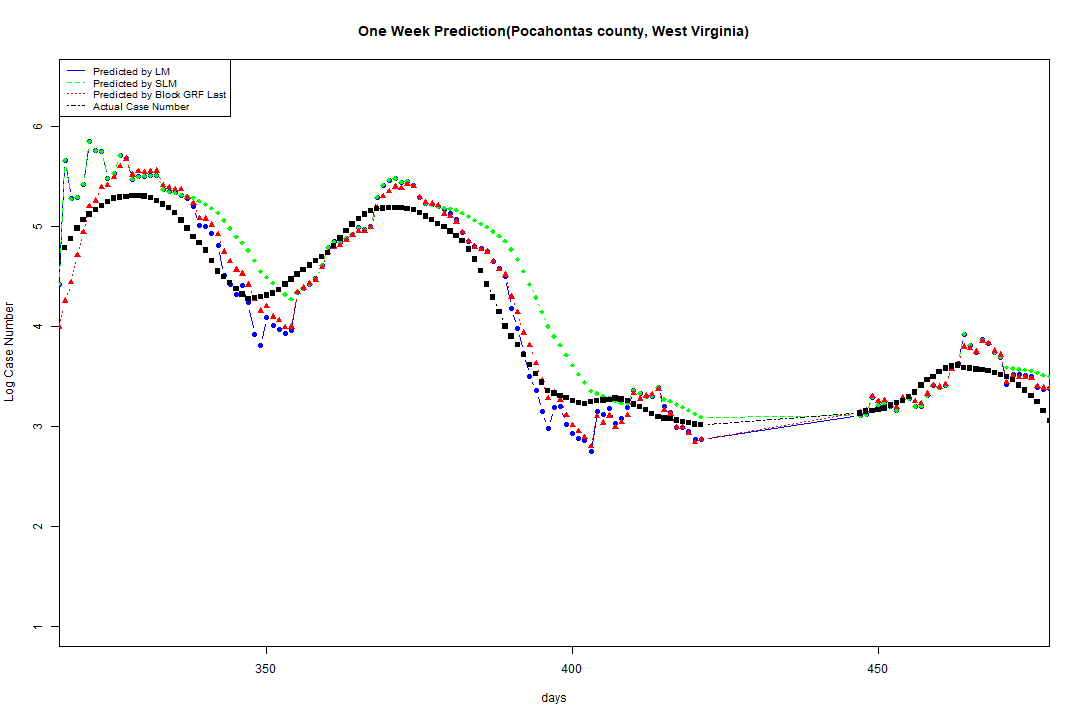 One Week Prediction(Pocahontas county, West Virginia)
Predicted by LM
Predicted by SLM
Predicted by Block GRF Last
Actual Case Number
6
5
4
3
2
1
Log Case Number
350
400
450
days